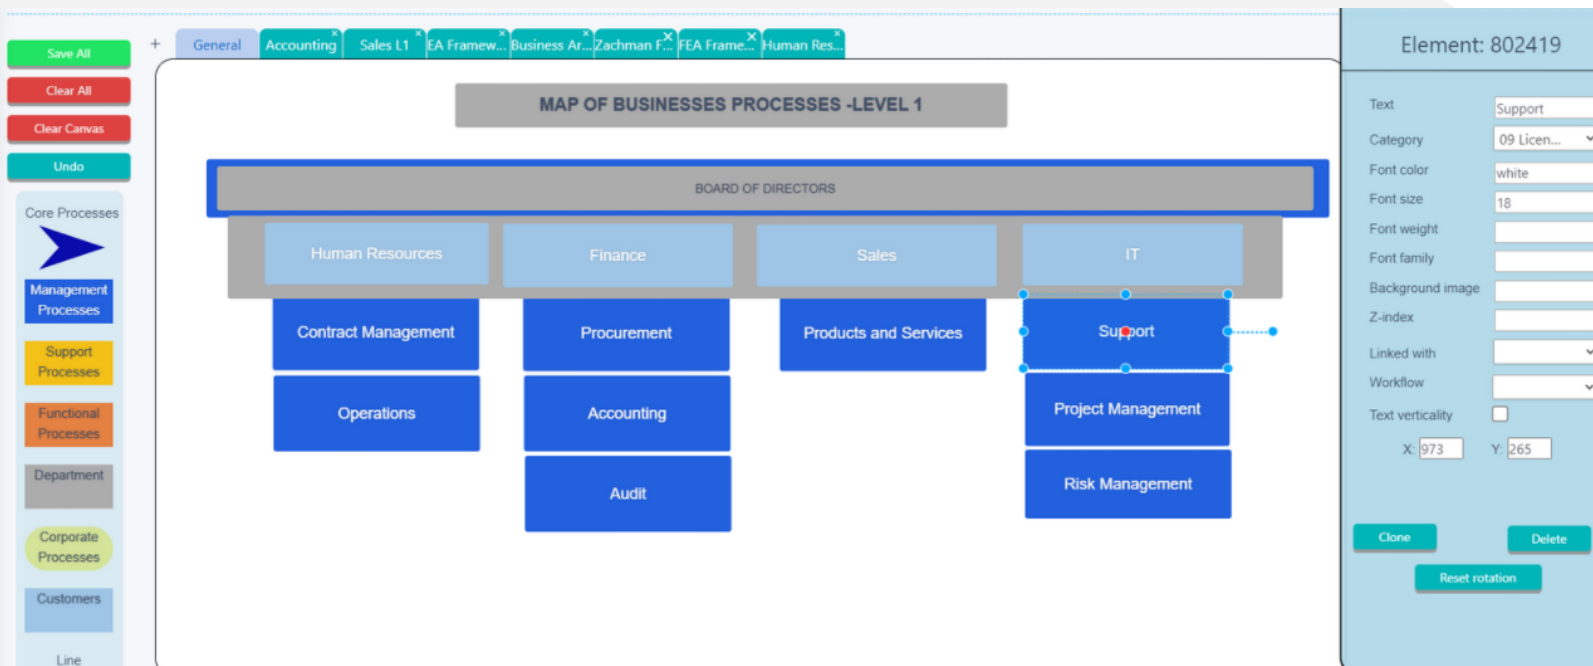 Save All
Clear All
Clear Canvas
Undo
Core Processes
Management
Processes
Support
Processes
Functional
Processes
Department
Corporate
Processes
Customers
Line
+
General
Accounting ×
Sales L1 ×
EA Framew... ×
Business Ar... ×
Zachman F... ×
FEA Frame... ×
Human Res... ×
MAP OF BUSINESSES PROCESSES -LEVEL 1
BOARD OF DIRECTORS
Human Resources
Finance
Sales
IT
Contract Management
Procurement
Products and Services
Support
Operations
Accounting
Project Management
Audit
Risk Management
Element: 802419
Text Support
Category 09 Licen...
Font color white
Font size 18
Font weight
Font family
Background image
Z-index
Linked with
Workflow
Text verticality
X: 973 Y: 265
Clone
Delete
Reset rotation